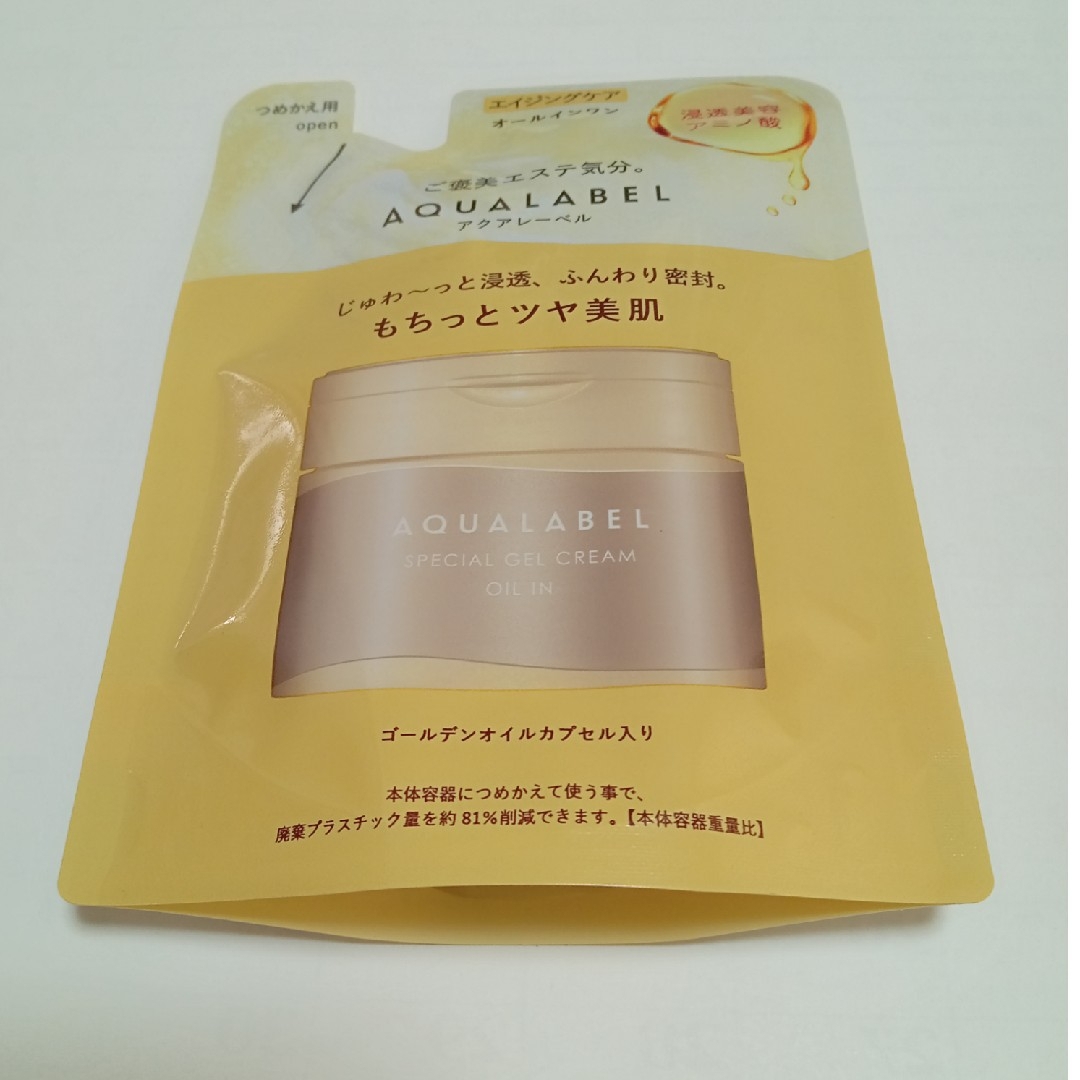 つめかえ用
open
エイジングケア
オールインワン
浸透美容
アミノ酸
ご褒美エステ気分。
AQUALABEL
アクアレーベル
じゅわ〜っと浸透、ふんわり密封。
もちっとツヤ美肌
AQUALABEL
SPECIAL GEL CREAM
OIL IN
ゴールデンオイルカプセル入り
本体容器につめかえて使う事で、
廃棄プラスチック量を約81%削減できます。【本体容器重量比】